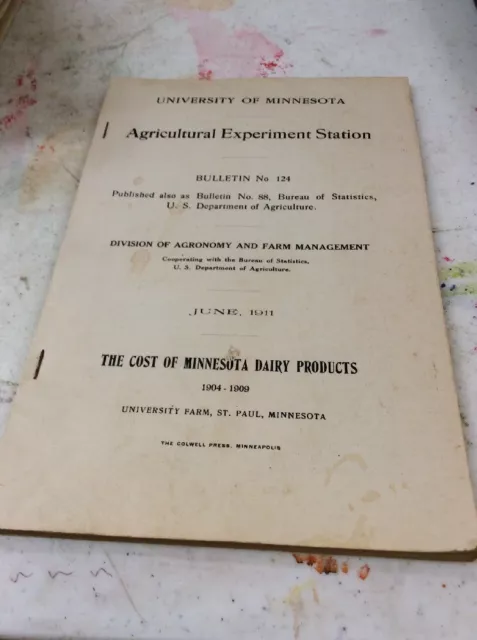 UNIVERSITY OF MINNESOTA
Agricultural Experiment Station
BULLETIN No 124
Published also as Bulletin No. 88, Bureau of Statistics,
U. S. Department of Agriculture.
DIVISION OF AGRONOMY AND FARM MANAGEMENT
Cooperating with the Bureau of Statistics,
U. S. Department of Agriculture.
JUNE, 1911
THE COST OF MINNESOTA DAIRY PRODUCTS
1904-1909
UNIVERSITY FARM, ST. PAUL, MINNESOTA
THE COLWELL PRESS, MINNEAPOLIS